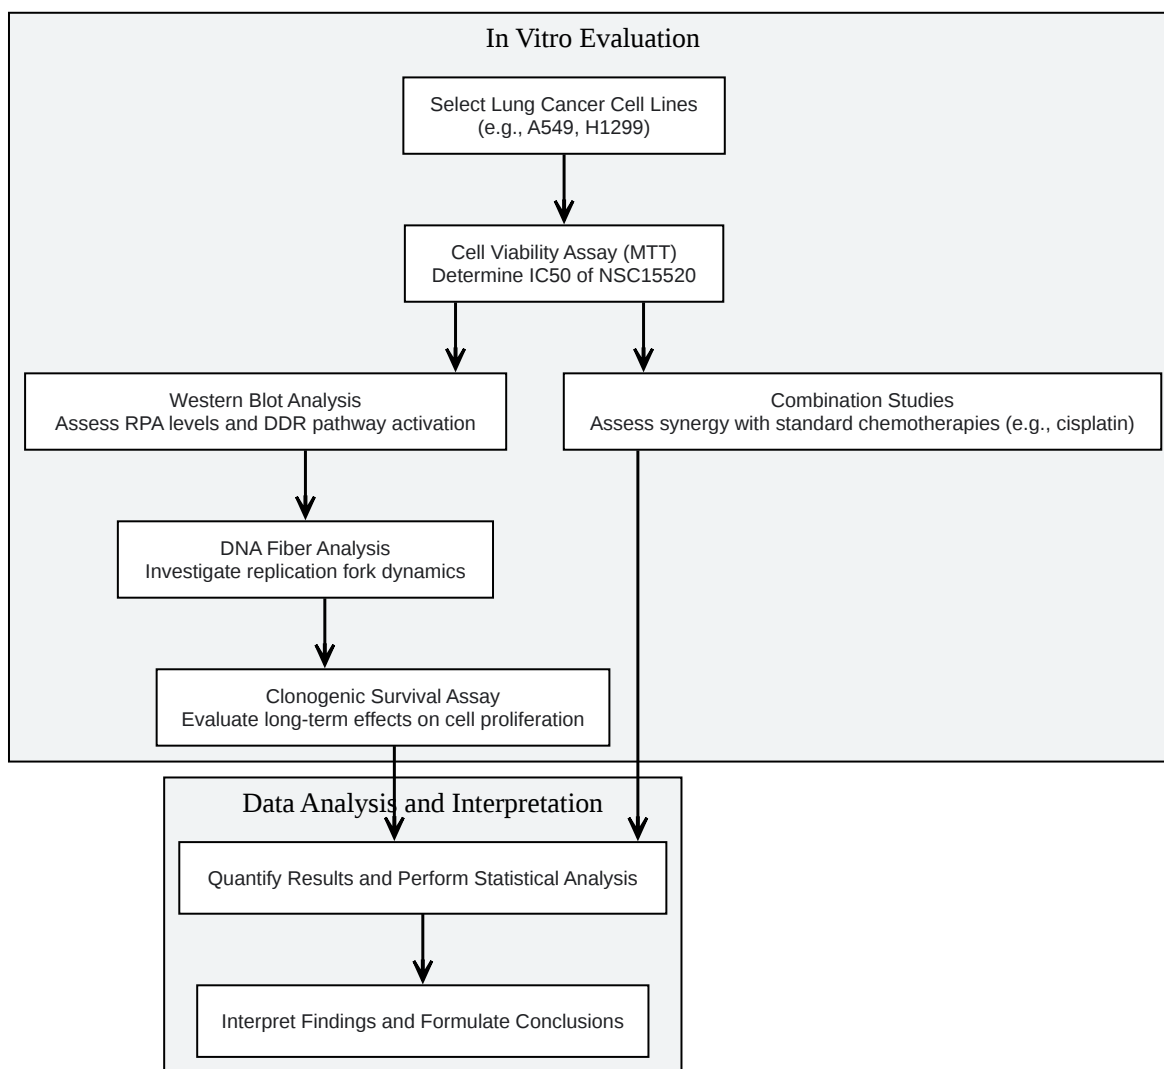 In Vitro Evaluation
Select Lung Cancer Cell Lines
(e.g., A549, H1299)
Cell Viability Assay (MTT)
Determine IC50 of NSC15520
Western Blot Analysis
Assess RPA levels and DDR pathway activation
Combination Studies
Assess synergy with standard chemotherapies (e.g., cisplatin)
DNA Fiber Analysis
Investigate replication fork dynamics
Clonogenic Survival Assay
Evaluate long-term effects on cell proliferation
Data Analysis and Interpretation
Quantify Results and Perform Statistical Analysis
Interpret Findings and Formulate Conclusions